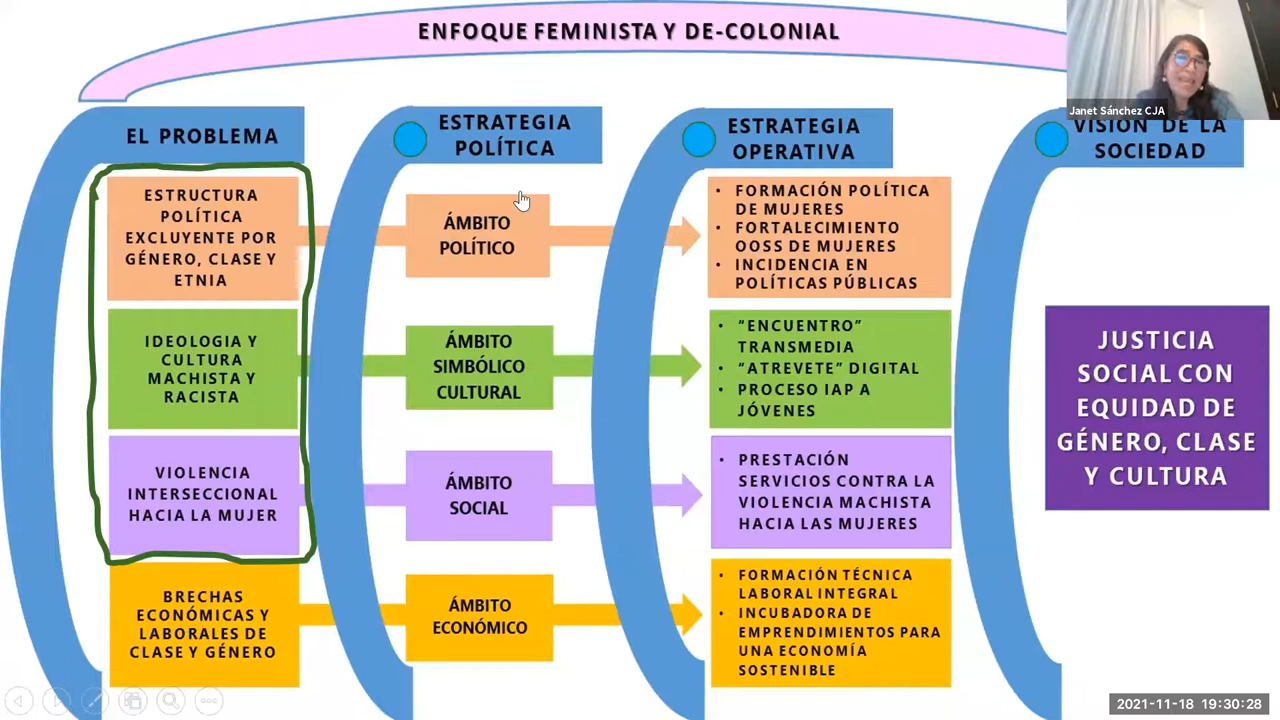 ENFOQUE FEMINISTA Y DE-COLONIAL
Janet Sánchez CJA
EL PROBLEMA
ESTRUCTURA
POLÍTICA
EXCLUYENTE POR
GÉNERO, CLASE Y
ETNIA
IDEOLOGIA Y
CULTURA
MACHISTA Y
RACISTA
VIOLENCIA
INTERSECCIONAL
HACIA LA MUJER
BRECHAS
ECONÓMICAS Y
LABORALES DE
CLASE Y GÉNERO
ESTRATEGIA
POLÍTICA
ÁMBITO
POLÍTICO
ÁMBITO
SIMBÓLICO
CULTURAL
ÁMBITO
SOCIAL
ÁMBITO
ECONÓMICO
ESTRATEGIA
OPERATIVA
• FORMACIÓN POLÍTICA
DE MUJERES
• FORTALECIMIENTO
OOSS DE MUJERES
• INCIDENCIA EN
POLÍTICAS PÚBLICAS
• “ENCUENTRO”
TRANSMEDIA
• “ATREVETE” DIGITAL
• PROCESO IAP A
JÓVENES
• PRESTACIÓN
SERVICIOS CONTRA LA
VIOLENCIA MACHISTA
HACIA LAS MUJERES
• FORMACIÓN TÉCNICA
LABORAL INTEGRAL
• INCUBADORA DE
EMPRENDIMIENTOS PARA
UNA ECONOMÍA
SOSTENIBLE
VISIÓN DE LA
SOCIEDAD
JUSTICIA
SOCIAL CON
EQUIDAD DE
GÉNERO, CLASE
Y CULTURA
2021-11-18 19:30:28